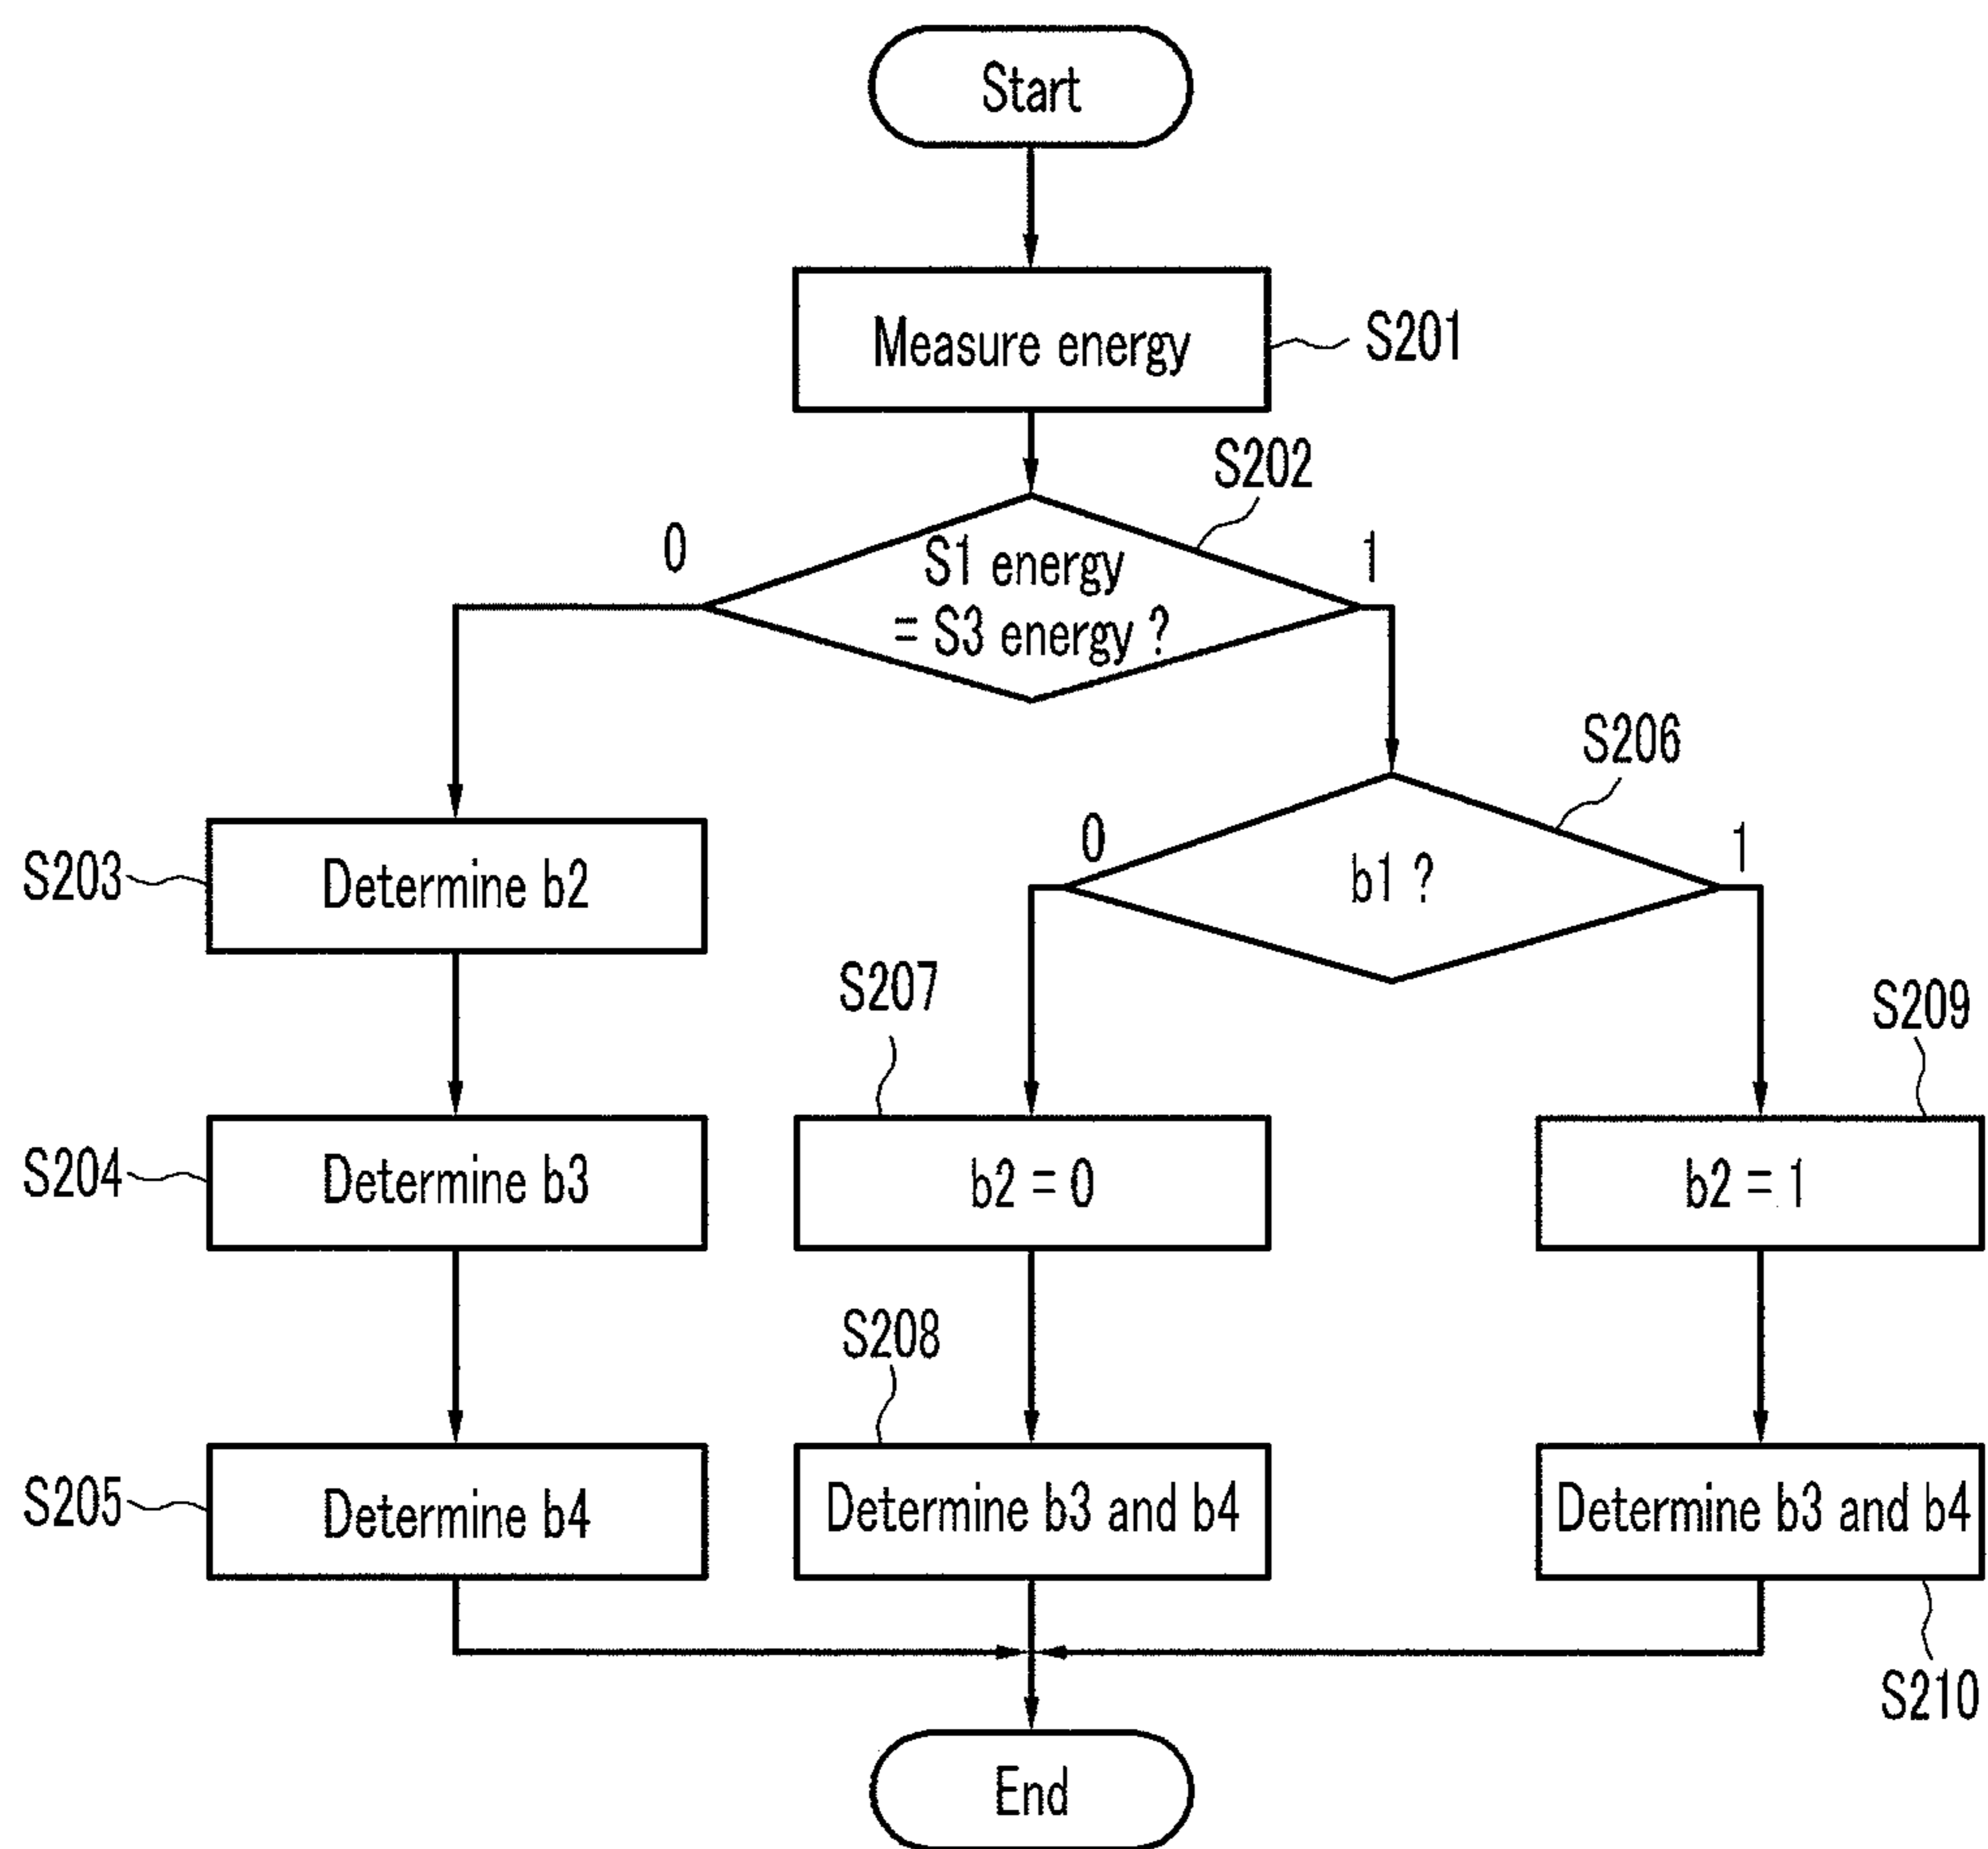 Start
Measure energy
S201
S202
0
1
S1 energy
= S3 energy ?
S206
0
1
b1 ?
S203
Determine b2
S207
S209
S204
Determine b3
b2 = 0
b2 = 1
S208
S205
Determine b4
Determine b3 and b4
Determine b3 and b4
S210
End